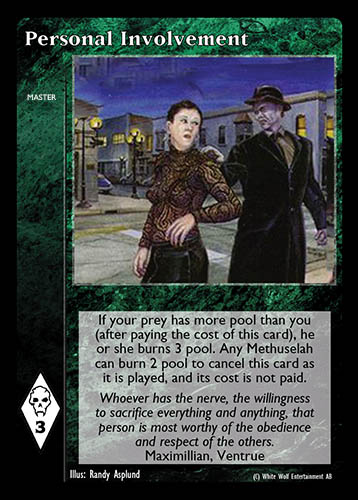 Personal Involvement
MASTER
If your prey has more pool than you
(after paying the cost of this card), he
or she burns 3 pool. Any Methuselah
can burn 2 pool to cancel this card as
it is played, and its cost is not paid.
Whoever has the nerve, the willingness
to sacrifice everything and anything, that
person is most worthy of the obedience
and respect of the others.
Maximillian, Ventrue
3
Illus: Randy Asplund
(C) White Wolf Entertainment AB